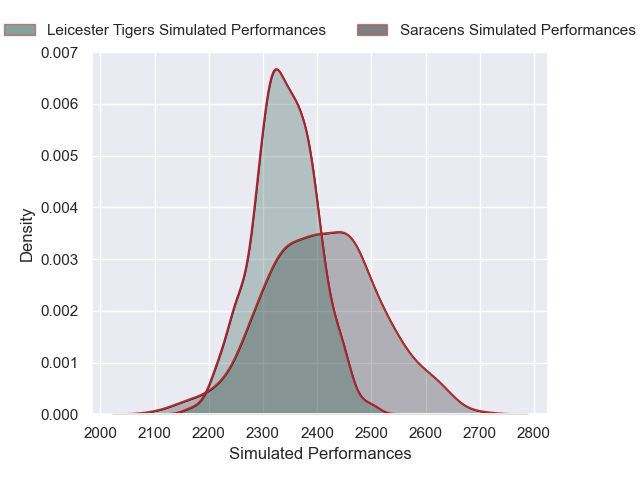 Leicester Tigers Simulated Performances Saracens Simulated Performances
0.007
0.006
0.005
0.004
0.003
0.002
0.001
0.000
Density
2000 2100 2200 2300 2400 2500 2600 2700 2800
Simulated Performances